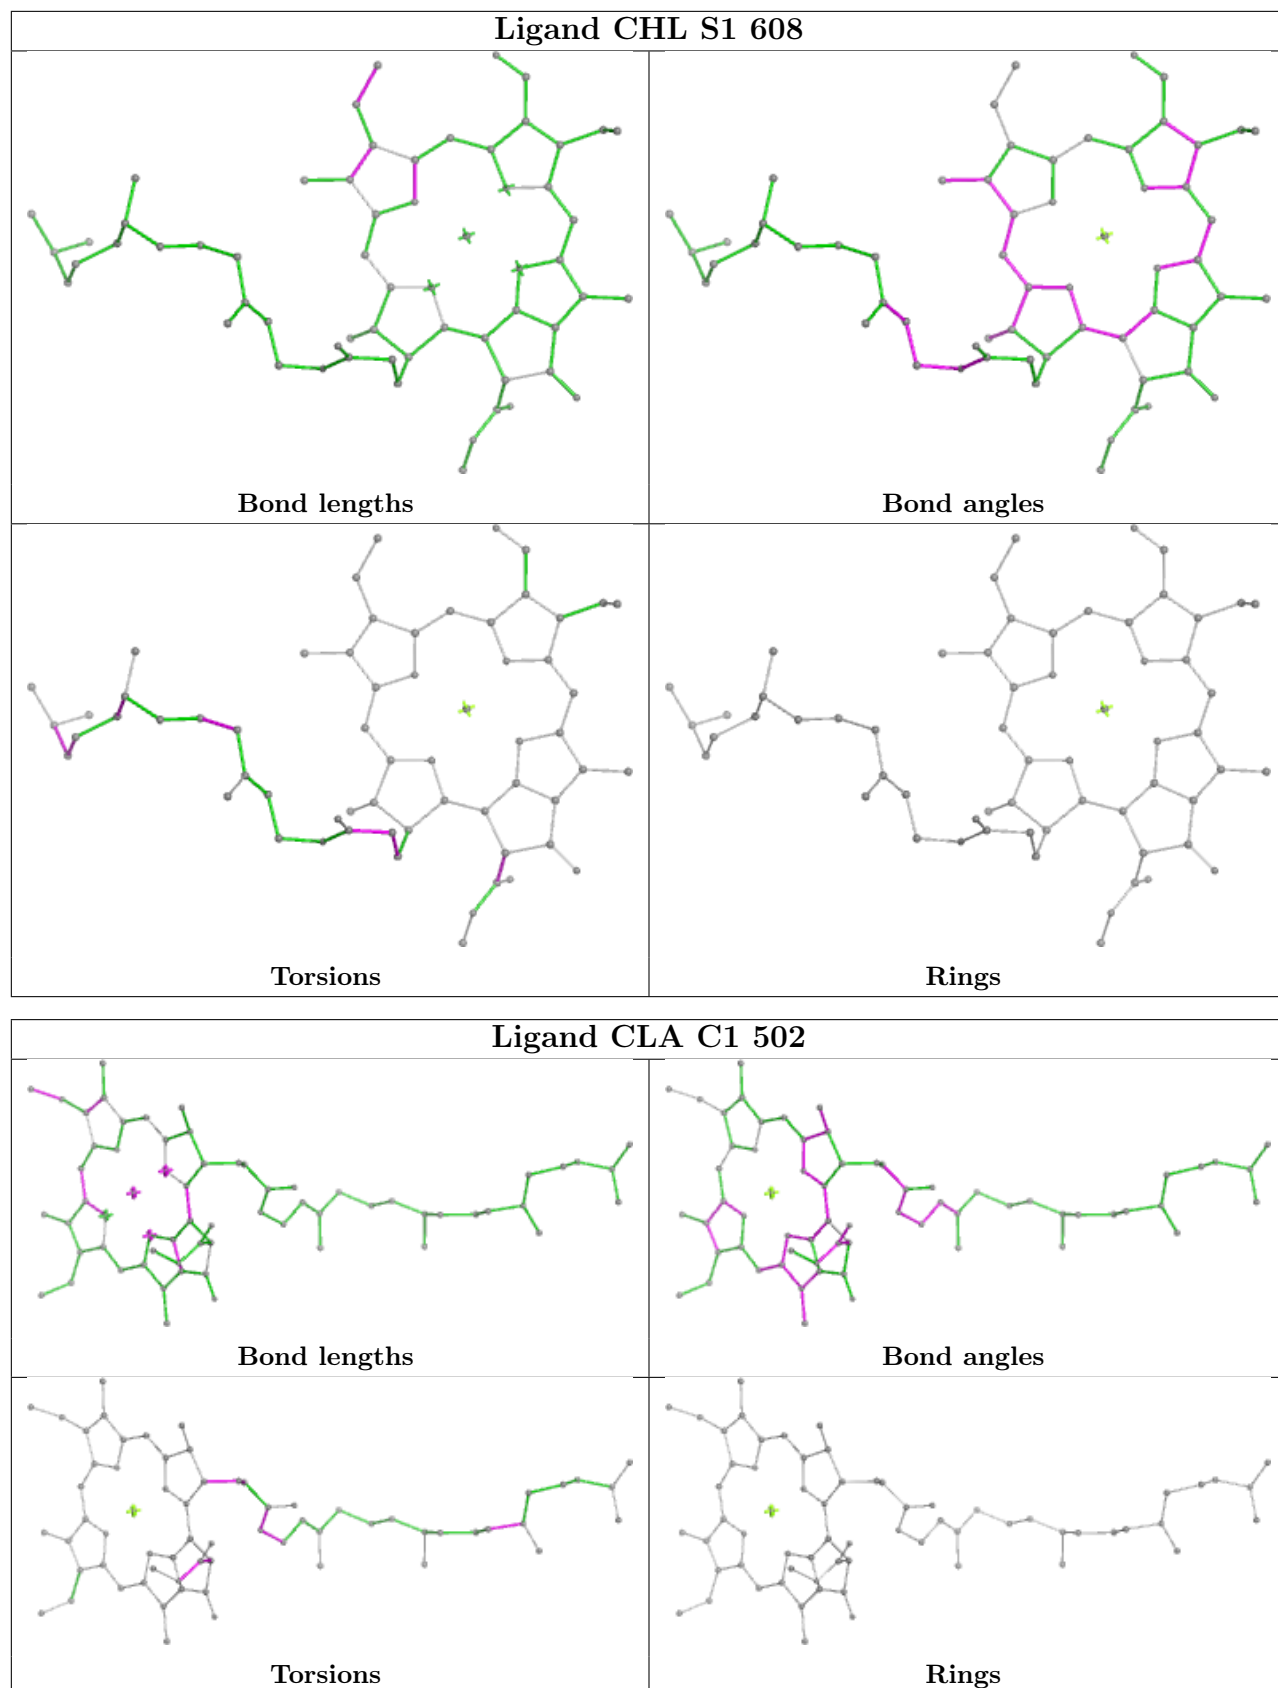 Ligand CHL S1 608
Bond lengths
Bond angles
Torsions
Rings
Ligand CLA C1 502
Bond lengths
Bond angles
Torsions
Rings